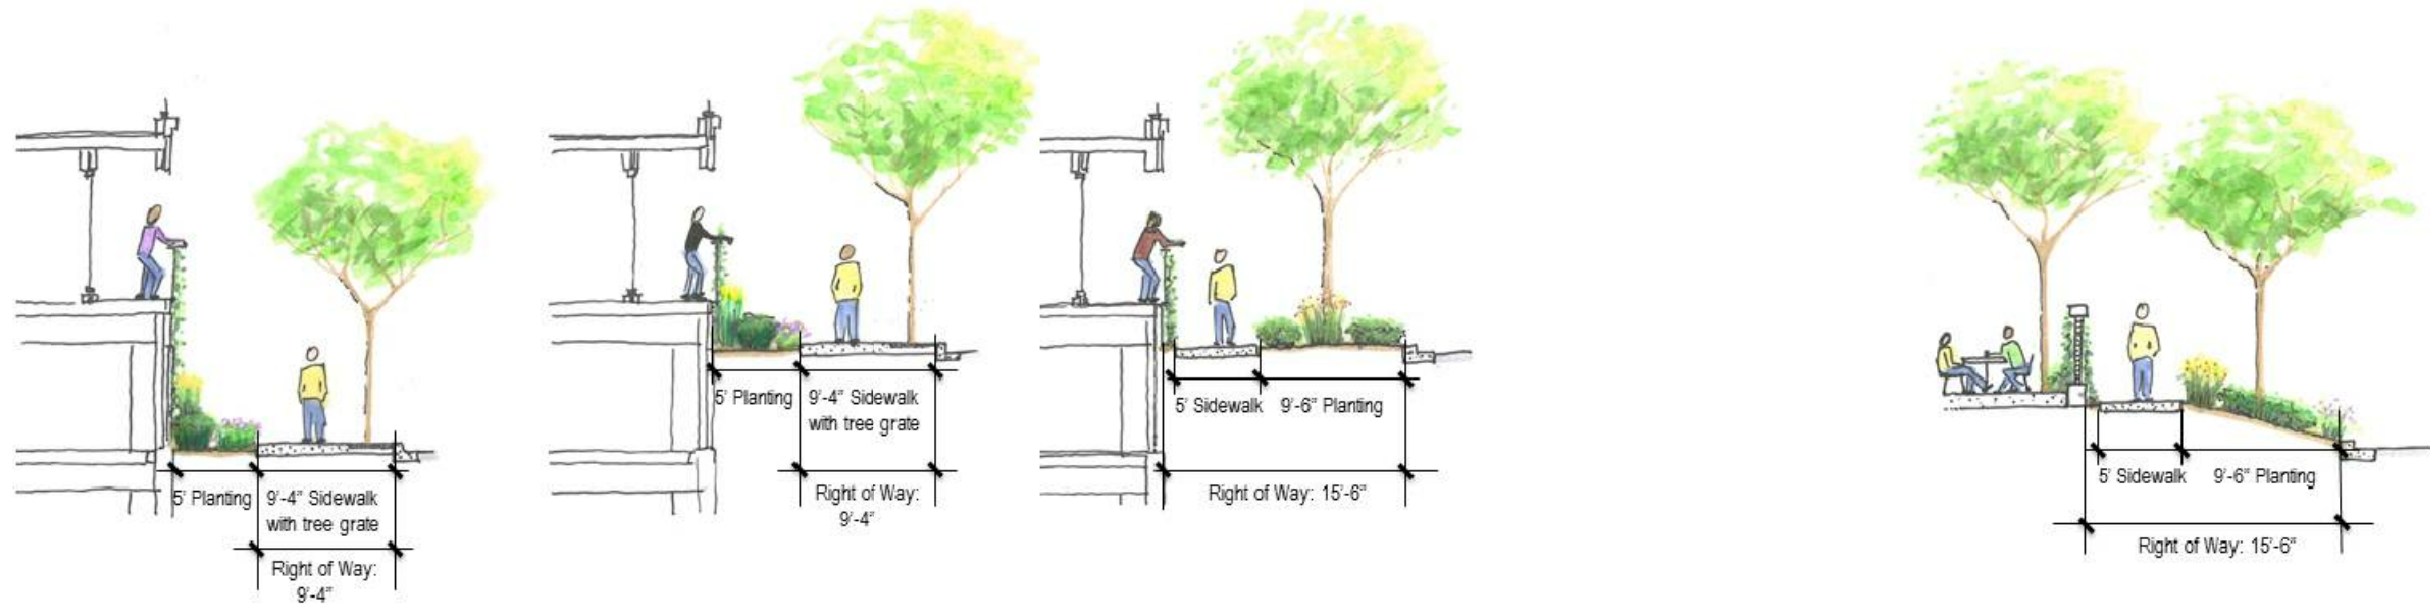 5' Planting
9'-4" Sidewalk
with tree grate
Right of Way:
9'-4"
5' Planting
9'-4" Sidewalk
with tree grate
Right of Way:
9'-4"
5' Sidewalk
9'-6" Planting
Right of Way: 15'-6"
5' Sidewalk
9'-6" Planting
Right of Way: 15'-6"